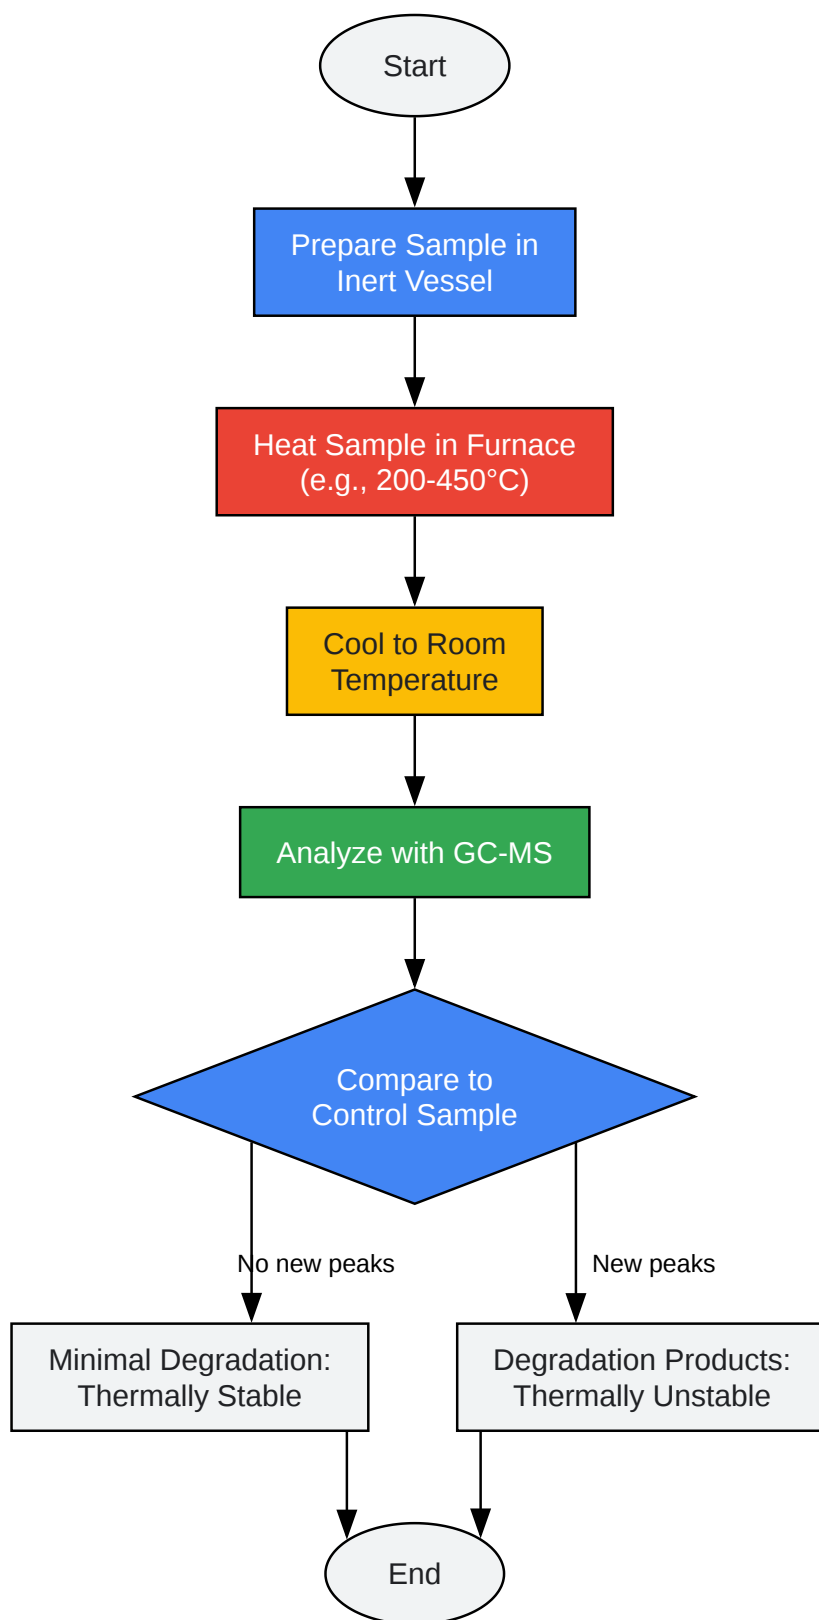 Start
Prepare Sample in
Inert Vessel
Heat Sample in Furnace
(e.g., 200-450°C)
Cool to Room
Temperature
Analyze with GC-MS
Compare to
Control Sample
No new peaks
New peaks
Minimal Degradation:
Thermally Stable
Degradation Products:
Thermally Unstable
End